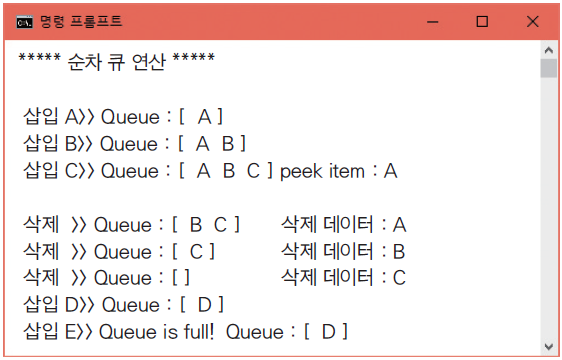 명령 프롬프트
***** 순차 큐 연산 *****
삽입 A>> Queue : [ A ]
삽입 B>> Queue : [ A B ]
삽입 C>> Queue : [ A B C ] peek item : A
삭제 >> Queue : [ B C ] 삭제 데이터 : A
삭제 >> Queue : [ C ] 삭제 데이터 : B
삭제 >> Queue : [ ] 삭제 데이터 : C
삽입 D>> Queue : [ D ]
삽입 E>> Queue is full! Queue : [ D ]